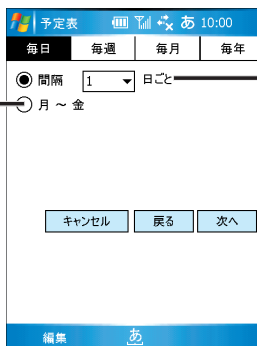 予定表 あ 10:00
毎日 毎週 毎月 毎年
間隔 1 日ごと
月 ~ 金
キャンセル 戻る 次へ
編集 あ